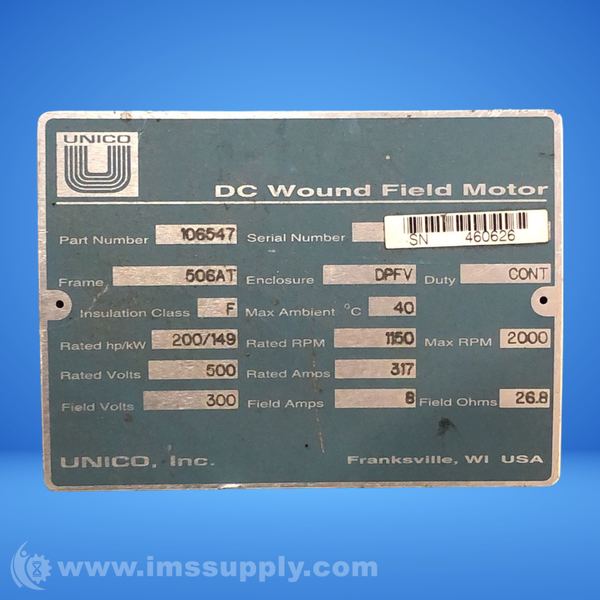 UNICO
DC Wound Field Motor
Part Number 106547 Serial Number SN 460626
Frame 506AT Enclosure DPFV Duty CONT
Insulation Class F Max Ambient °C 40
Rated hp/kW 200/149 Rated RPM 1150 Max RPM 2000
Rated Volts 500 Rated Amps 317
Field Volts 300 Field Amps 8 Field Ohms 26.8
UNICO, Inc. Franksville, WI USA
www.imssupply.com